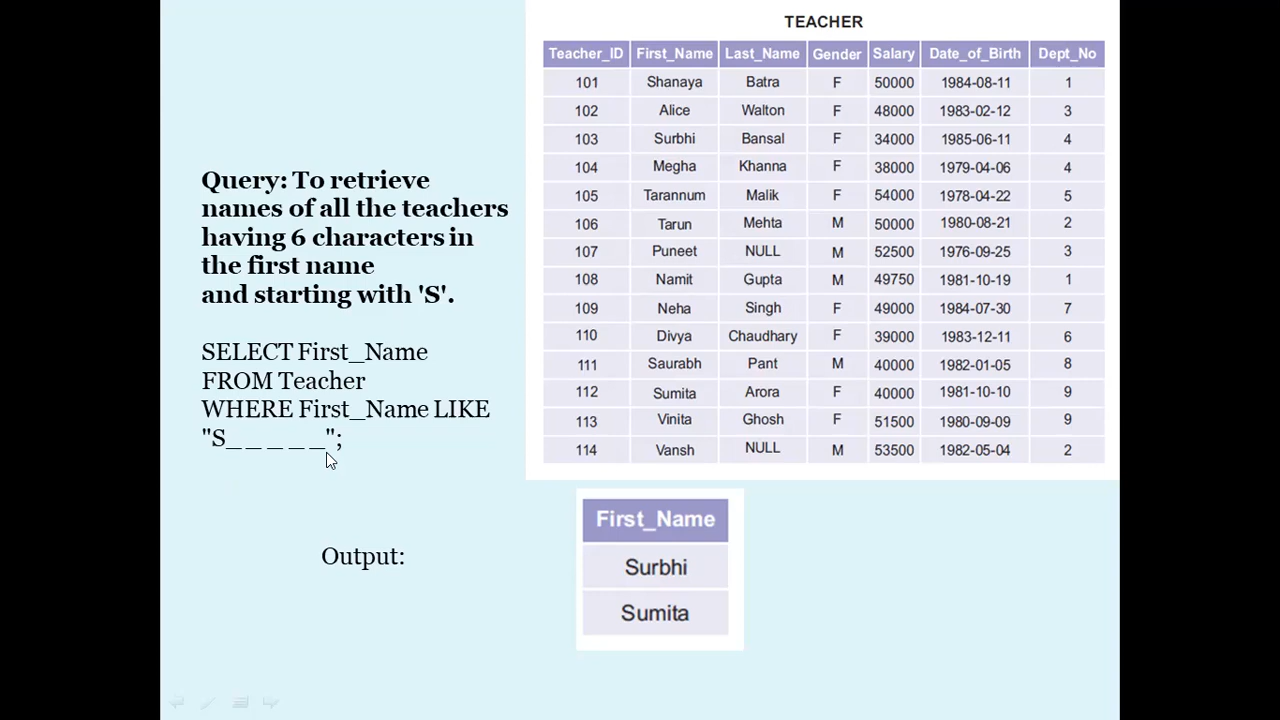 Query: To retrieve
names of all the teachers
having 6 characters in
the first name
and starting with 'S'.
SELECT First_Name
FROM Teacher
WHERE First_Name LIKE
"S_ _ _ _ _";
Output:
TEACHER
Teacher_ID First_Name Last_Name Gender Salary Date_of_Birth Dept_No
101 Shanaya Batra F 50000 1984-08-11 1
102 Alice Walton F 48000 1983-02-12 3
103 Surbhi Bansal F 34000 1985-06-11 4
104 Megha Khanna F 38000 1979-04-06 4
105 Tarannum Malik F 54000 1978-04-22 5
106 Tarun Mehta M 50000 1980-08-21 2
107 Puneet NULL M 52500 1976-09-25 3
108 Namit Gupta M 49750 1981-10-19 1
109 Neha Singh F 49000 1984-07-30 7
110 Divya Chaudhary F 39000 1983-12-11 6
111 Saurabh Pant M 40000 1982-01-05 8
112 Sumita Arora F 40000 1981-10-10 9
113 Vinita Ghosh F 51500 1980-09-09 9
114 Vansh NULL M 53500 1982-05-04 2
First_Name
Surbhi
Sumita